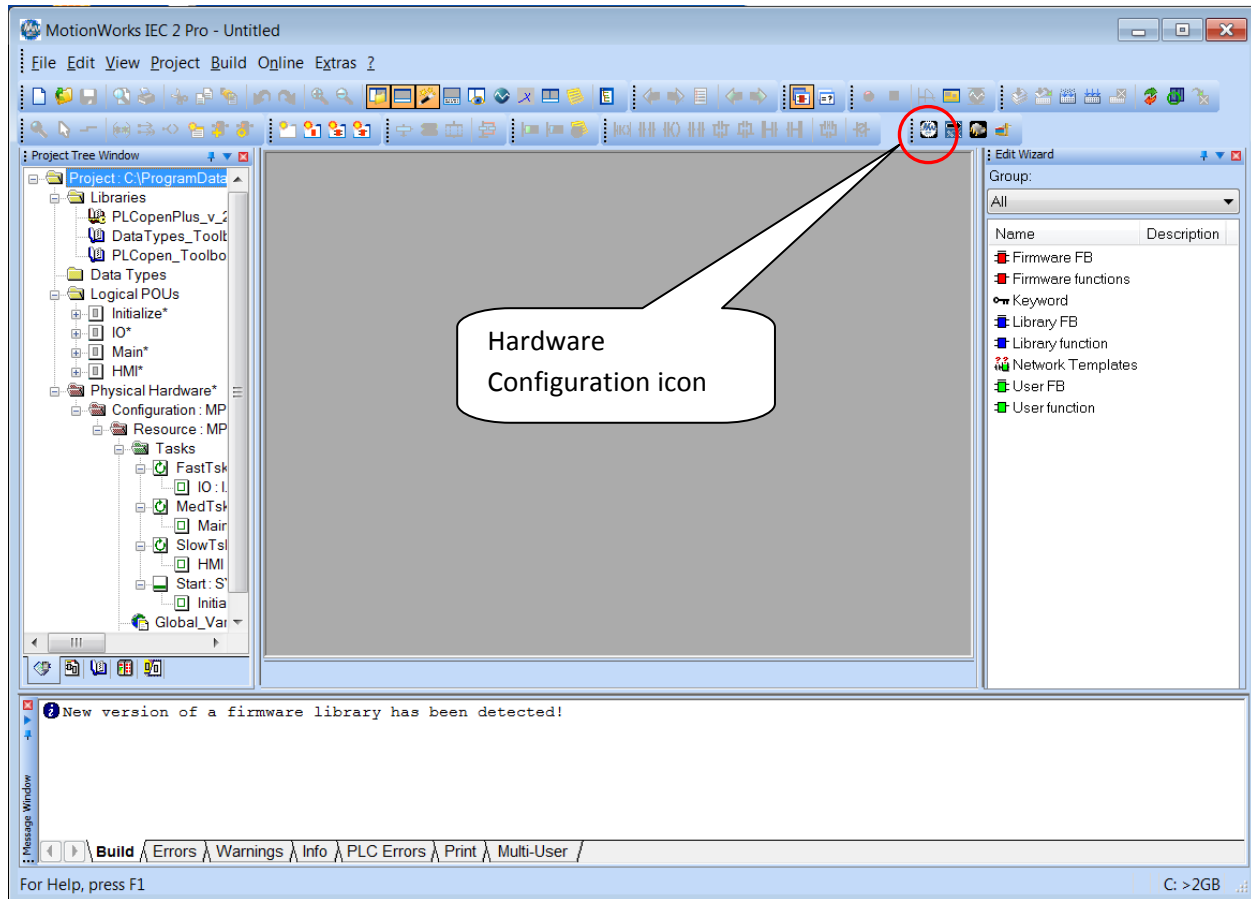 MotionWorks IEC 2 Pro - Untitled
File Edit View Project Build Online Extras ?
Project Tree Window
Project : C:\ProgramData
Libraries
PLCopenPlus_v_2
DataTypes_Toolb
PLCopen_Toolbo
Data Types
Logical POUs
Initialize*
IO*
Main*
HMI*
Physical Hardware*
Configuration : MP
Resource : MP
Tasks
FastTsk
IO : I.
MedTsk
Main
SlowTsl
HMI
Start : S
Initia
Global_Var
Hardware
Configuration icon
Edit Wizard
Group:
All
Name Description
Firmware FB
Firmware functions
Keyword
Library FB
Library function
Network Templates
User FB
User function
New version of a firmware library has been detected!
Message Window
Build Errors Warnings Info PLC Errors Print Multi-User
For Help, press F1 C: >2GB